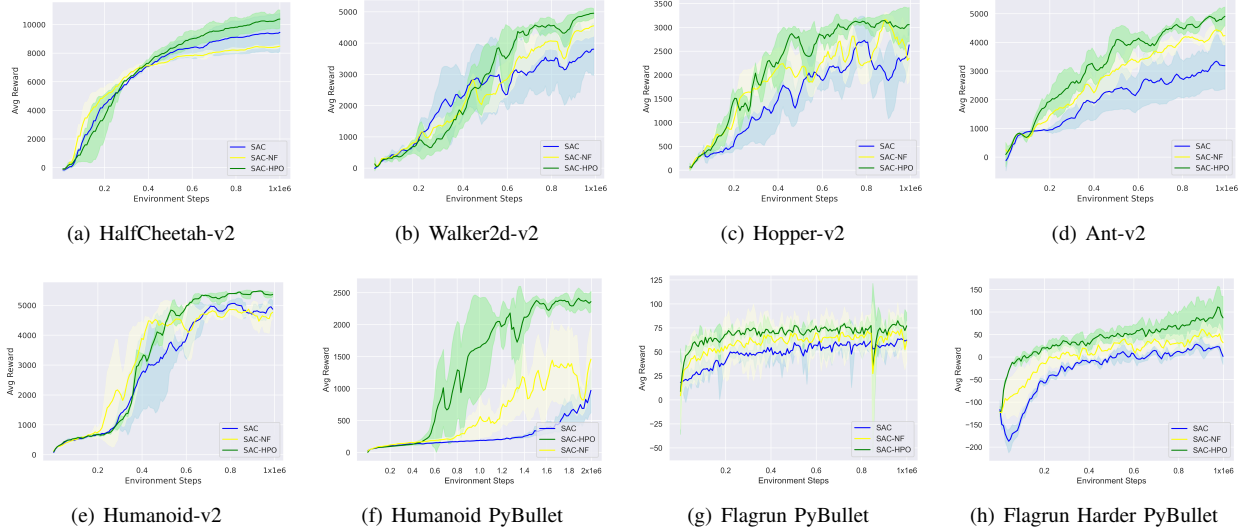 10000
8000
6000
4000
2000
0
Avg Reward
0.2 0.4 0.6 0.8 1x1e6
Environment Steps
SAC
SAC-NF
SAC-HPO
(a) HalfCheetah-v2
5000
4000
3000
2000
1000
0
Avg Reward
0.2 0.4 0.6 0.8 1x1e6
Environment Steps
SAC
SAC-NF
SAC-HPO
(b) Walker2d-v2
3500
3000
2500
2000
1500
1000
500
0
Avg Reward
0.2 0.4 0.6 0.8 1x1e6
Environment Steps
SAC
SAC-NF
SAC-HPO
(c) Hopper-v2
5000
4000
3000
2000
1000
0
Avg Reward
0.2 0.4 0.6 0.8 1x1e6
Environment Steps
SAC
SAC-NF
SAC-HPO
(d) Ant-v2
5000
4000
3000
2000
1000
0
Avg Reward
0.2 0.4 0.6 0.8 1x1e6
Environment Steps
SAC
SAC-NF
SAC-HPO
(e) Humanoid-v2
2500
2000
1500
1000
500
0
Avg Reward
0.2 0.4 0.6 0.8 1.0 1.2 1.4 1.6 1.8 2x1e6
Environment Steps
SAC
SAC-HPO
SAC-NF
(f) Humanoid PyBullet
125
100
75
50
25
0
−25
−50
Avg Reward
0.2 0.4 0.6 0.8 1x1e6
Environment Steps
SAC
SAC-NF
SAC-HPO
(g) Flagrun PyBullet
150
100
50
0
−50
−100
−150
−200
Avg Reward
0.2 0.4 0.6 0.8 1x1e6
Environment Steps
SAC
SAC-NF
SAC-HPO
(h) Flagrun Harder PyBullet